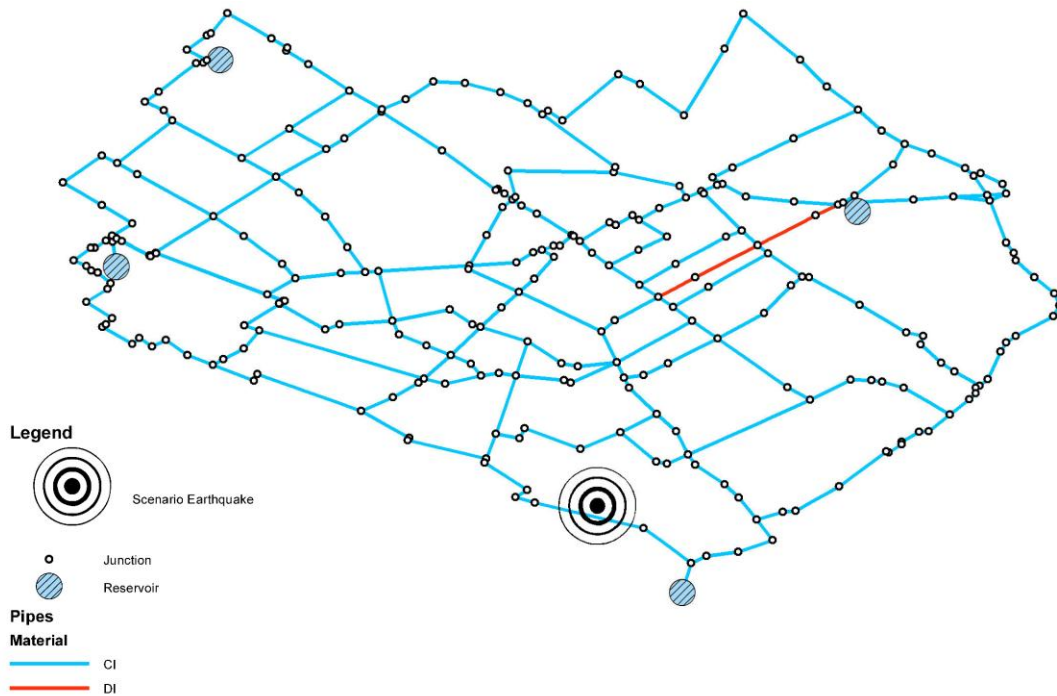 Legend
Scenario Earthquake
Junction
Reservoir
Pipes
Material
CI
DI